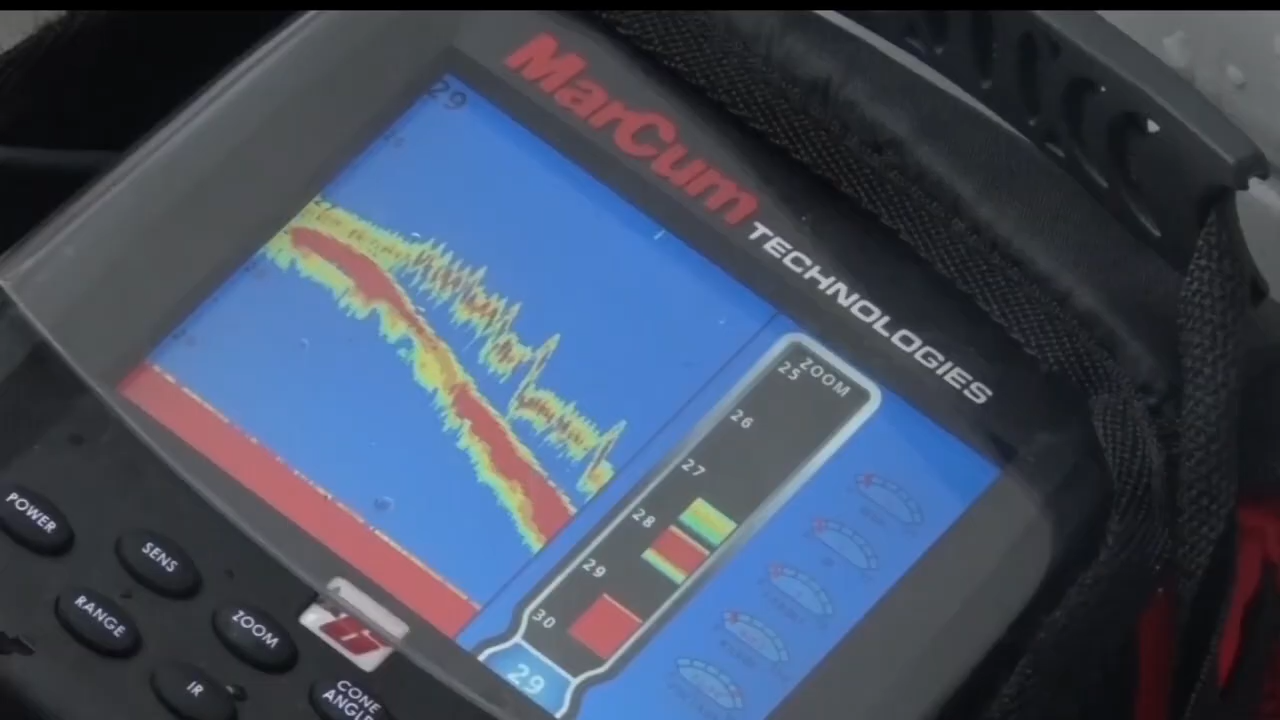 MarCum
TECHNOLOGIES
29
ZOOM
25
26
27
28
29
30
29
POWER
SENS
RANGE
ZOOM
IR
CONE
ANGLE